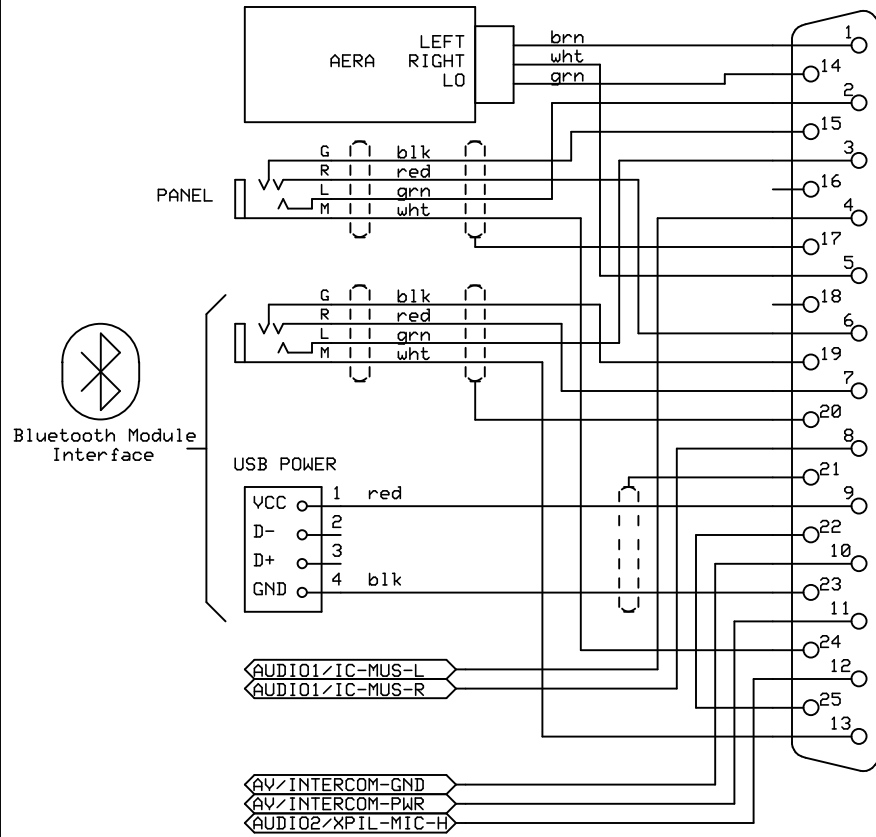 AERA
LEFT
RIGHT
LO
brn
wht
grn
PANEL
G blk
R red
L grn
M wht
G blk
R red
L grn
M wht
Bluetooth Module
Interface
USB POWER
VCC 1 red
D- 2
D+ 3
GND 4 blk
AUDIO1/IC-MUS-L
AUDIO1/IC-MUS-R
AV/INTERCOM-GND
AV/INTERCOM-PWR
AUDIO2/XPIL-MIC-H
1
14
2
15
3
16
4
17
5
18
6
19
7
20
8
21
9
22
10
23
11
24
12
25
13